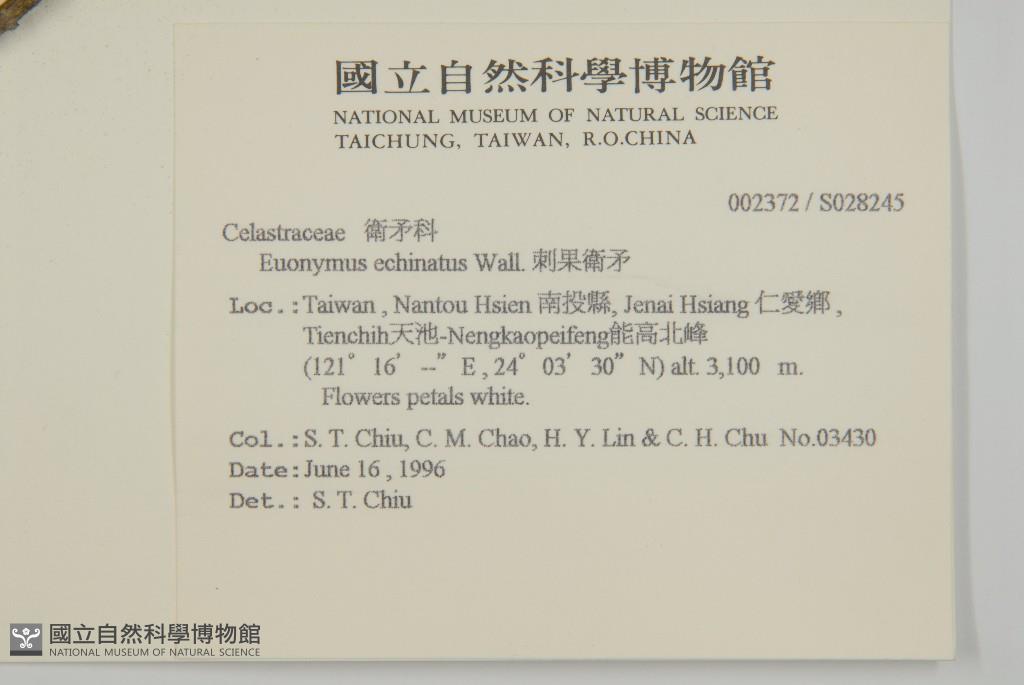 國立自然科學博物館
NATIONAL MUSEUM OF NATURAL SCIENCE
TAICHUNG, TAIWAN, R.O.CHINA
002372 / S028245
Celastraceae 衛矛科
Euonymus echinatus Wall. 刺果衛矛
Loc.:Taiwan , Nantou Hsien 南投縣, Jenai Hsiang 仁愛鄉 ,
Tienchih天池-Nengkaopeifeng能高北峰
(121° 16′ --” E , 24° 03′ 30” N) alt. 3,100 m.
Flowers petals white.
Col.:S. T. Chiu, C. M. Chao, H. Y. Lin & C. H. Chu No.03430
Date:June 16 , 1996
Det.: S. T. Chiu
國立自然科學博物館
NATIONAL MUSEUM OF NATURAL SCIENCE